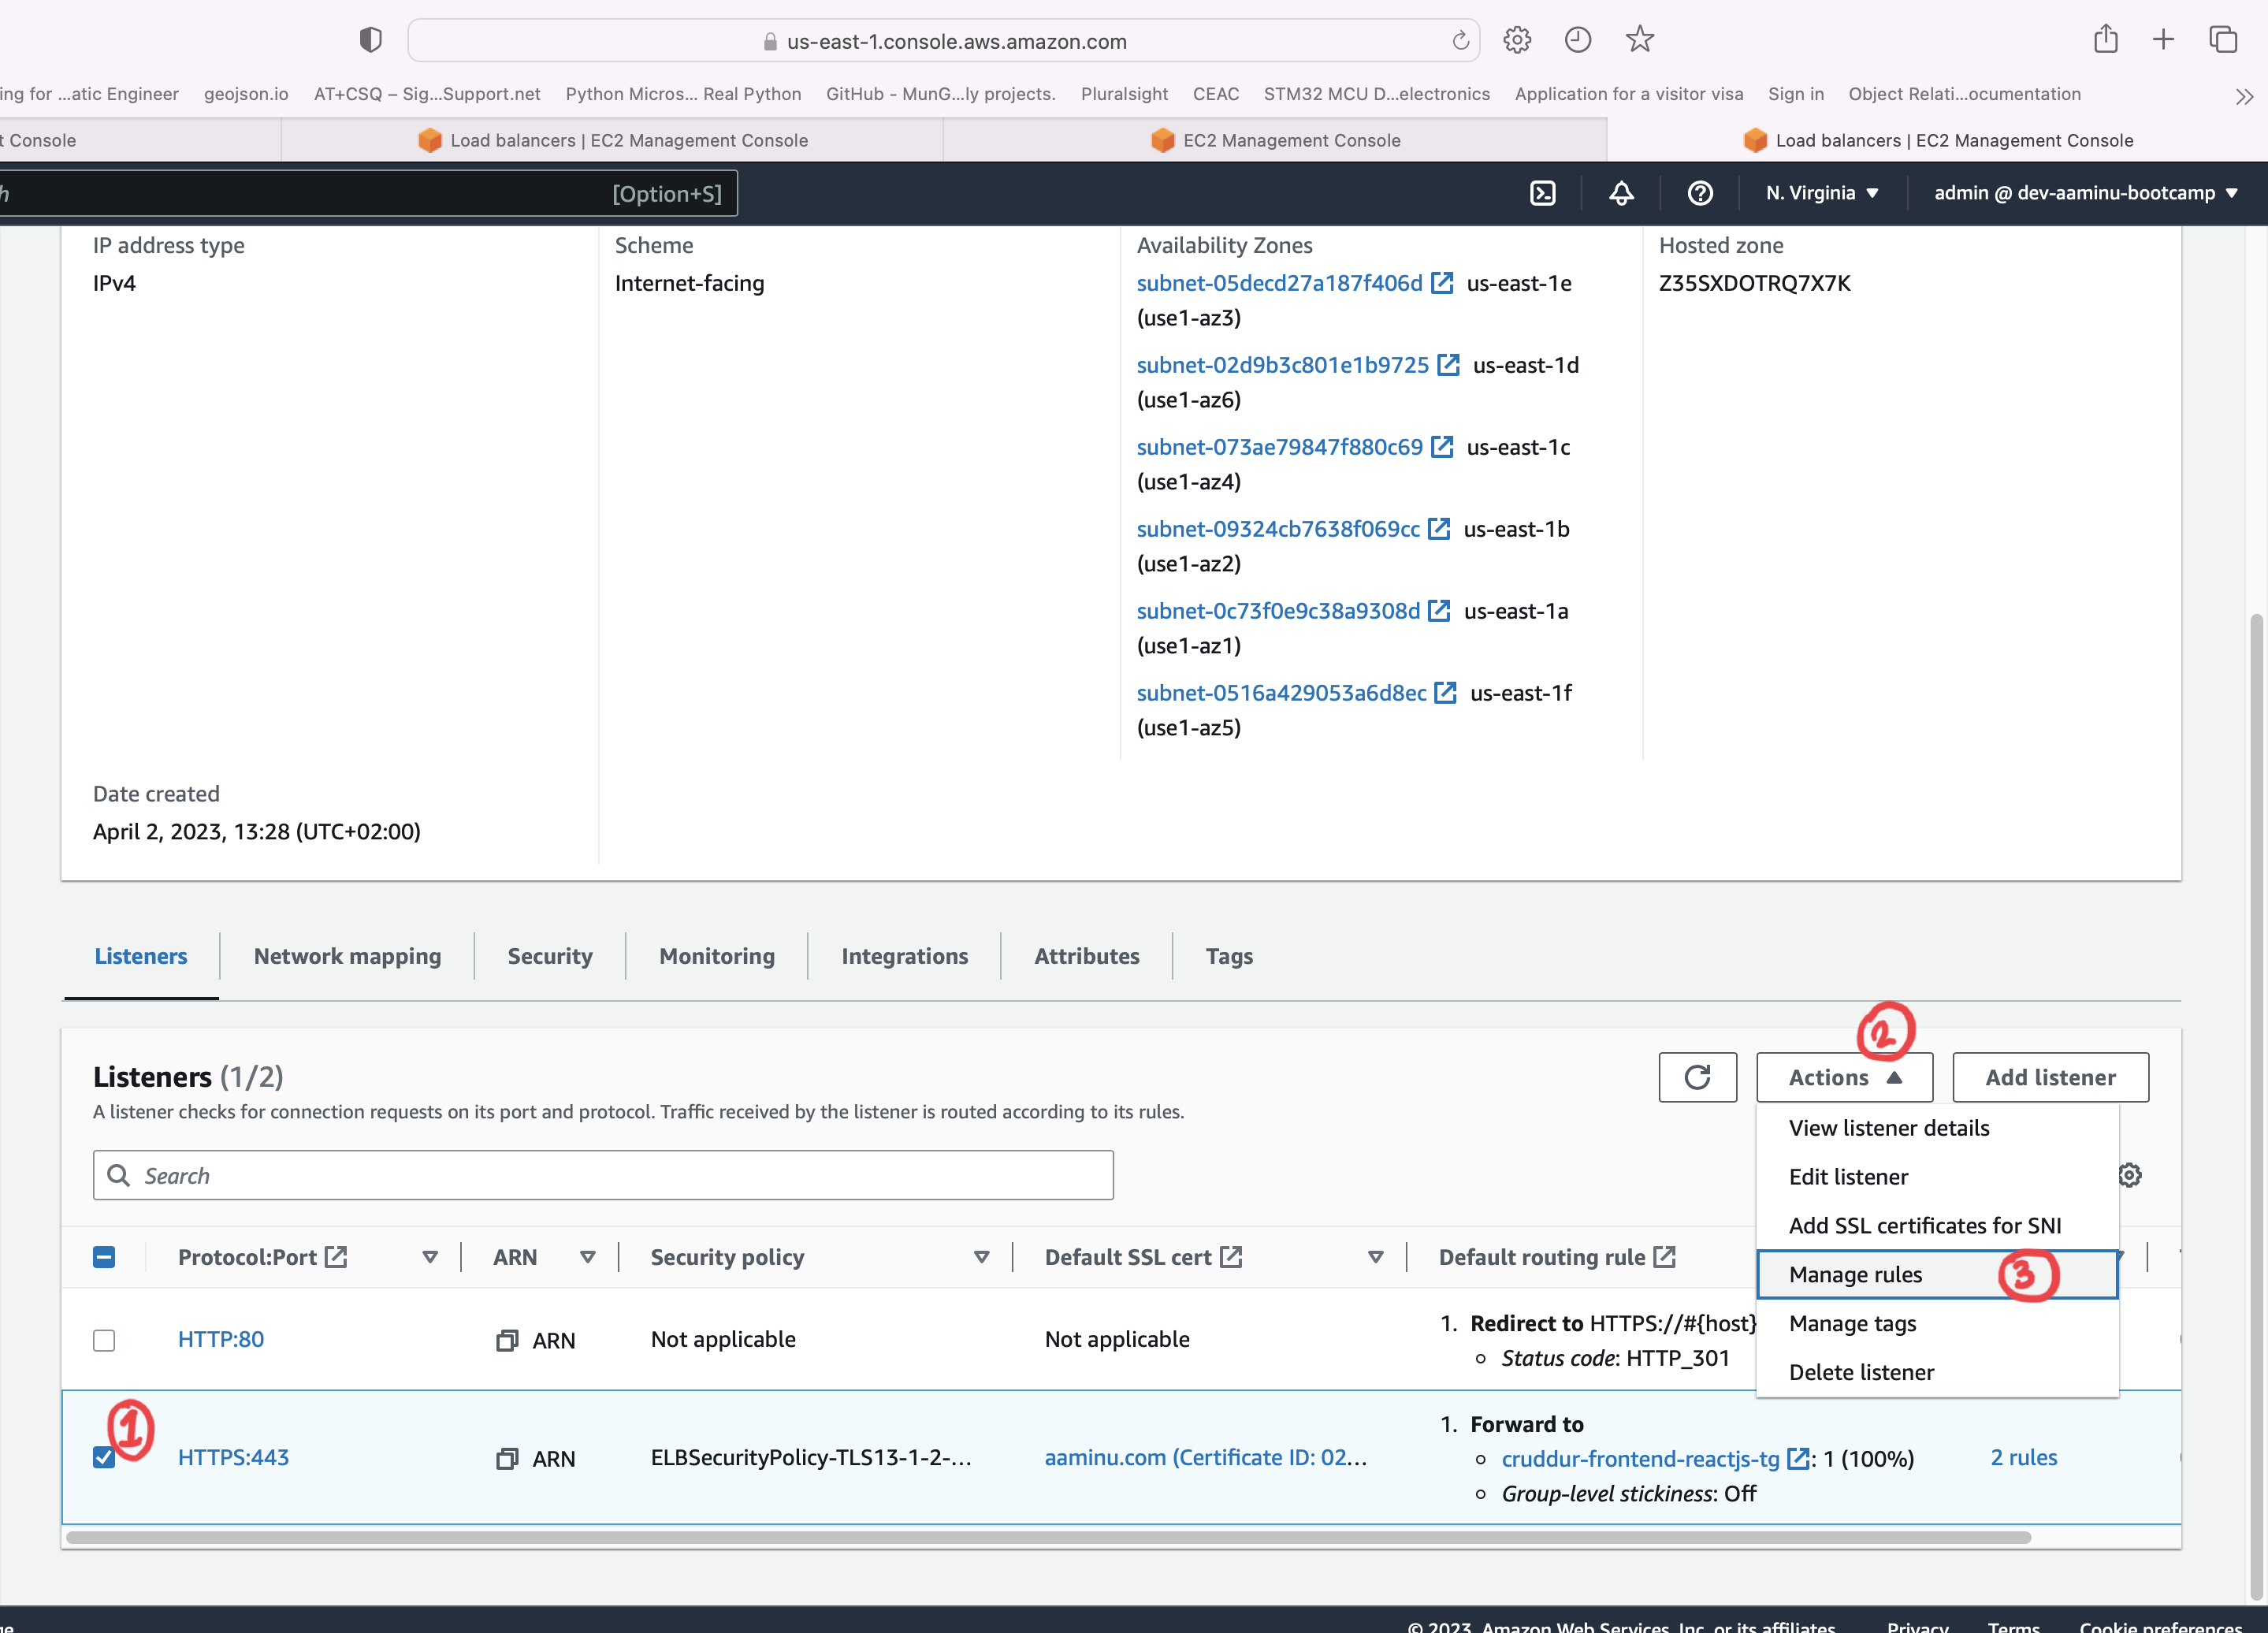 us-east-1.console.aws.amazon.com
ing for ...atic Engineer geojson.io AT+CSQ – Sig...Support.net Python Micros... Real Python GitHub - MunG...ly projects. Pluralsight CEAC STM32 MCU D...electronics Application for a visitor visa Sign in Object Relati...ocumentation
t Console Load balancers | EC2 Management Console EC2 Management Console Load balancers | EC2 Management Console
h [Option+S] N. Virginia admin @ dev-aaminu-bootcamp
IP address type Scheme Availability Zones Hosted zone
IPv4 Internet-facing subnet-05decd27a187f406d us-east-1e Z35SXDOTRQ7X7K
(use1-az3)
subnet-02d9b3c801e1b9725 us-east-1d
(use1-az6)
subnet-073ae79847f880c69 us-east-1c
(use1-az4)
subnet-09324cb7638f069cc us-east-1b
(use1-az2)
subnet-0c73f0e9c38a9308d us-east-1a
(use1-az1)
subnet-0516a429053a6d8ec us-east-1f
(use1-az5)
Date created
April 2, 2023, 13:28 (UTC+02:00)
Listeners Network mapping Security Monitoring Integrations Attributes Tags
2
Listeners (1/2) Actions Add listener
A listener checks for connection requests on its port and protocol. Traffic received by the listener is routed according to its rules.
View listener details
Search Edit listener
Add SSL certificates for SNI
Protocol:Port ARN Security policy Default SSL cert Default routing rule
Manage rules 3
HTTP:80 ARN Not applicable Not applicable 1. Redirect to HTTPS://#{host}
Manage tags
Status code: HTTP_301
Delete listener
1
HTTPS:443 ARN ELBSecurityPolicy-TLS13-1-2-... aaminu.com (Certificate ID: 02... 1. Forward to
cruddur-frontend-reactjs-tg : 1 (100%) 2 rules
Group-level stickiness: Off
© 2023, Amazon Web Services, Inc. or its affiliates. Privacy Terms Cookie preferences